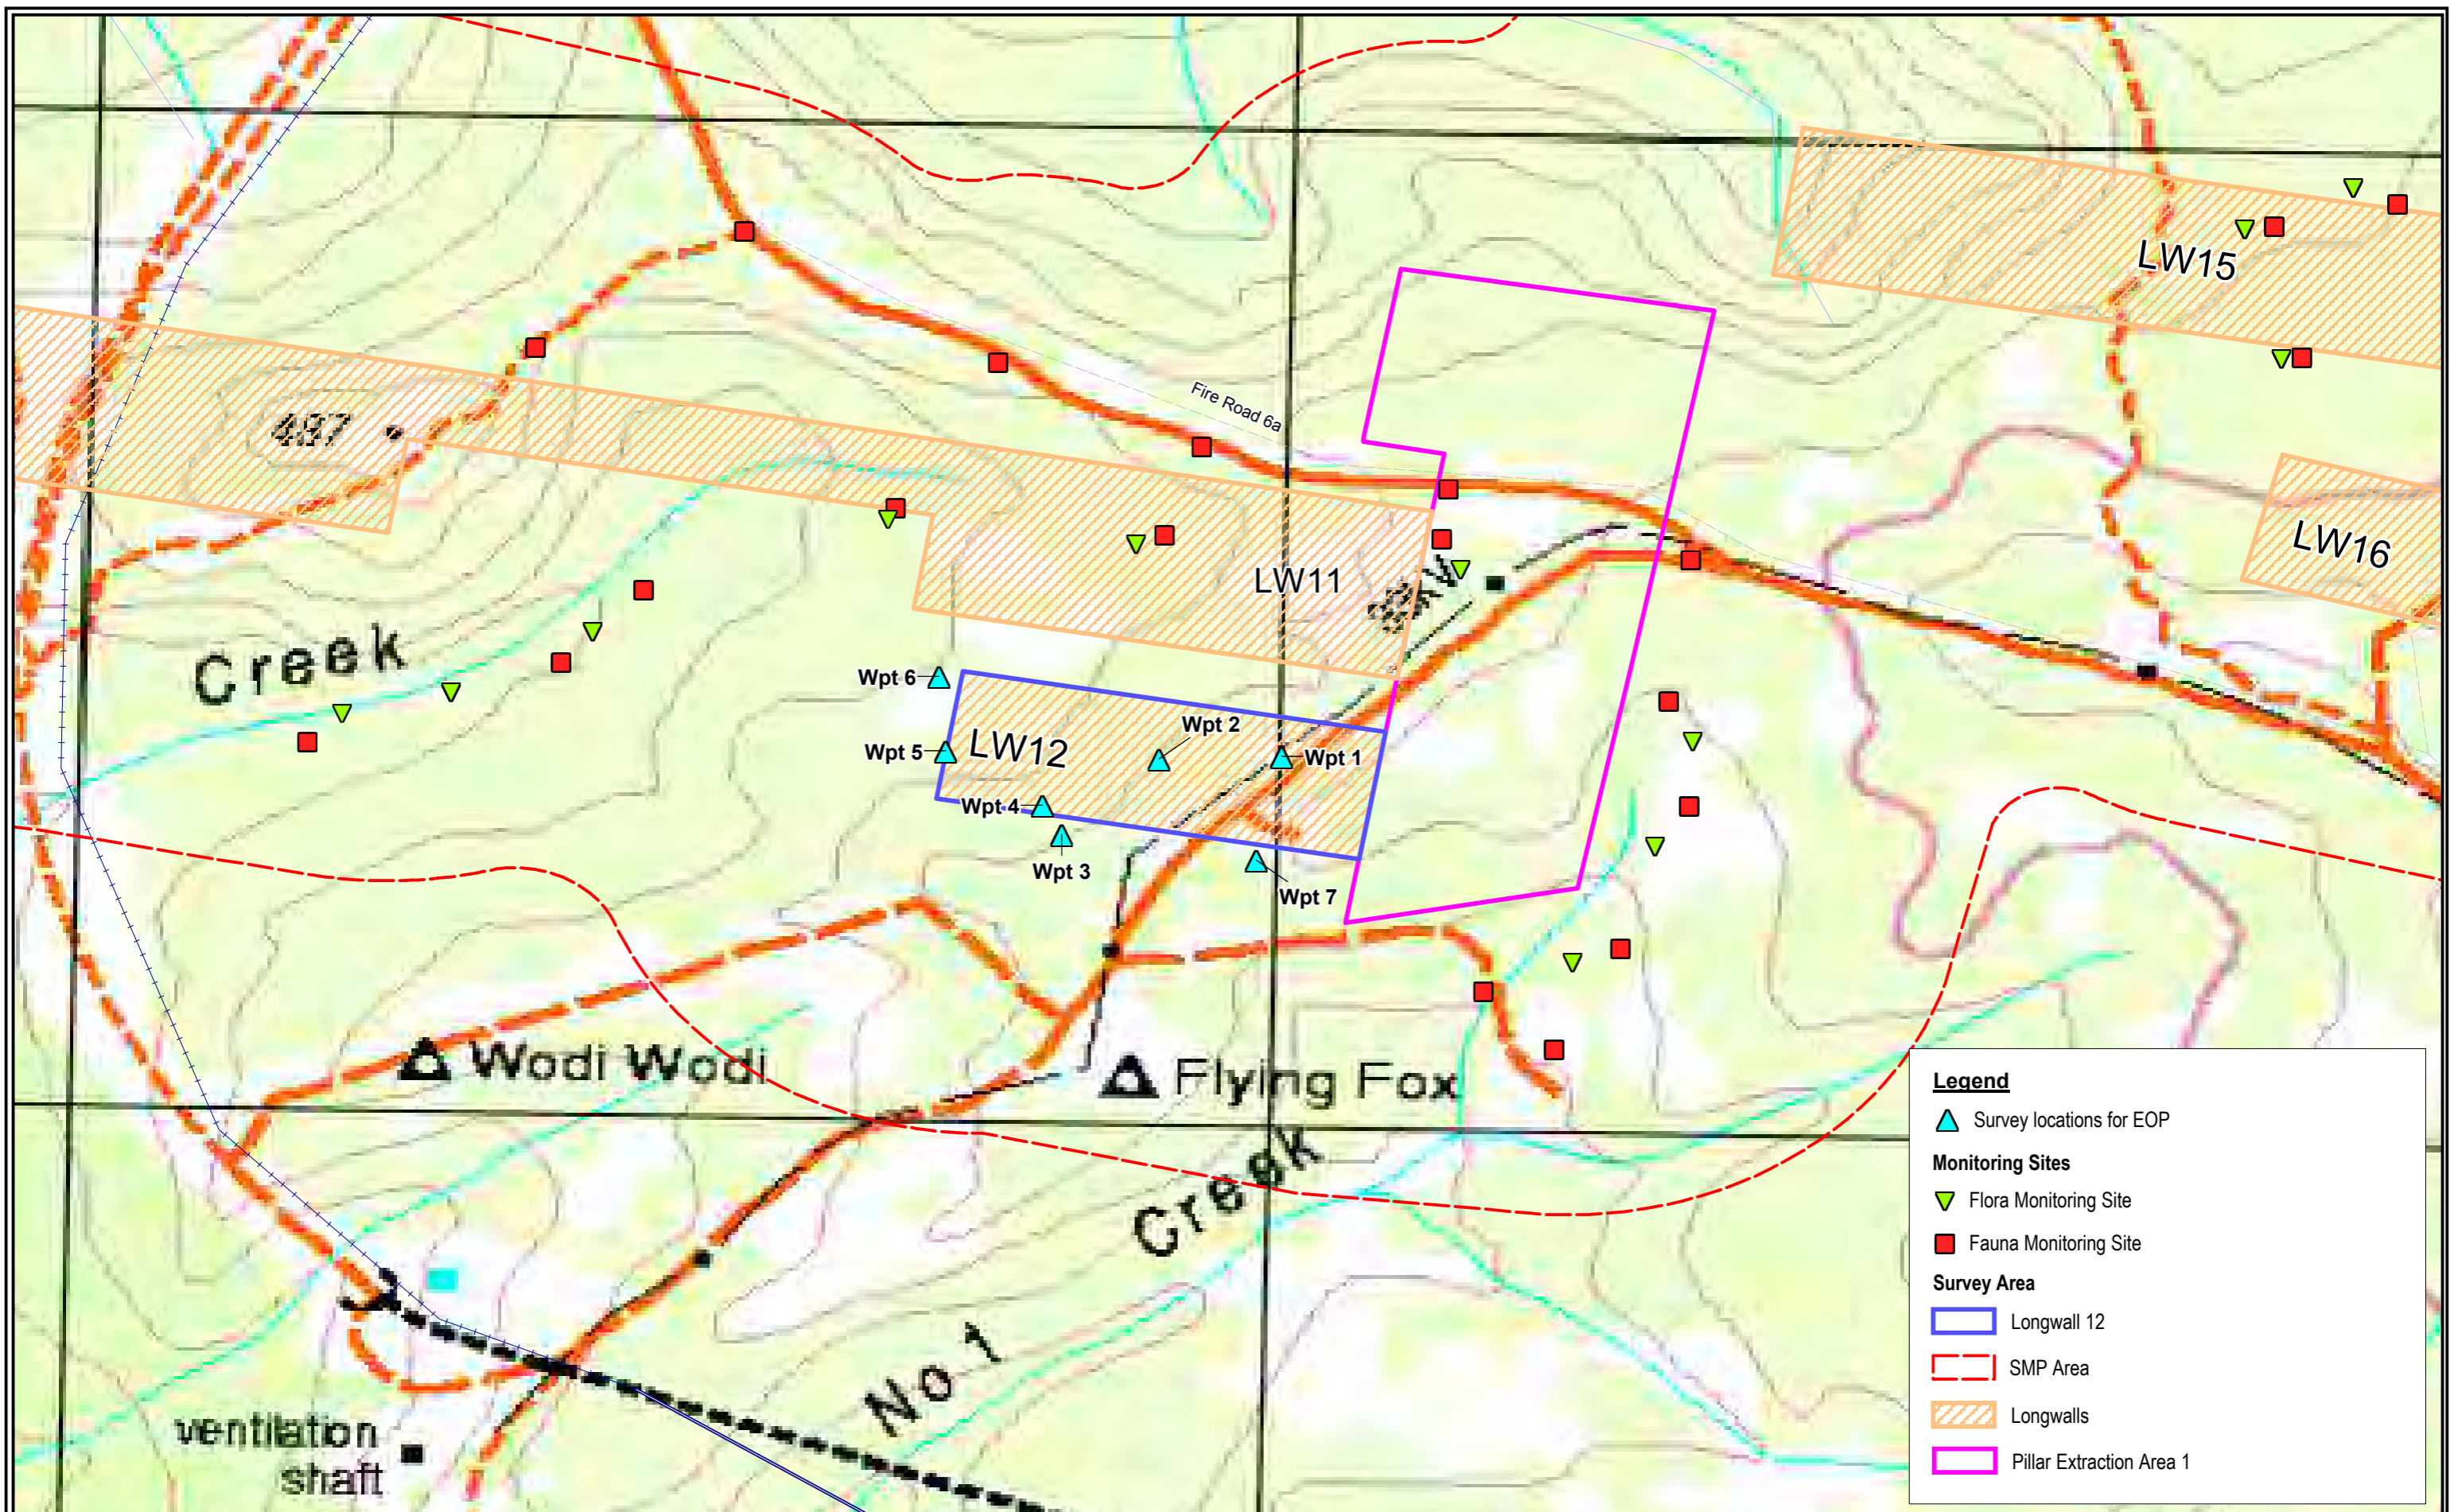 LW15
Fire Road 6a
487
LW16
LW11
Creek
Wpt 6
Wpt 2
Wpt 5
LW12
Wpt 1
Wpt 4
Wpt 3
Wpt 7
Wodi Wodi
Flying Fox
Creek
No 1
ventilation
shaft
Legend
Survey locations for EOP
Monitoring Sites
Flora Monitoring Site
Fauna Monitoring Site
Survey Area
Longwall 12
SMP Area
Longwalls
Pillar Extraction Area 1